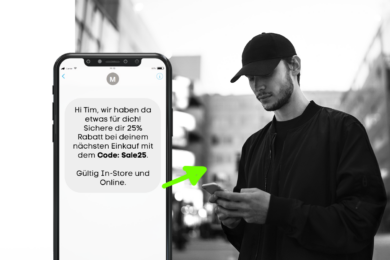 M
Hi Tim, wir haben da
etwas für dich!
Sichere dir 25%
Rabatt bei deinem
nächsten Einkauf mit
dem Code: Sale25.
Gültig In-Store und
Online.